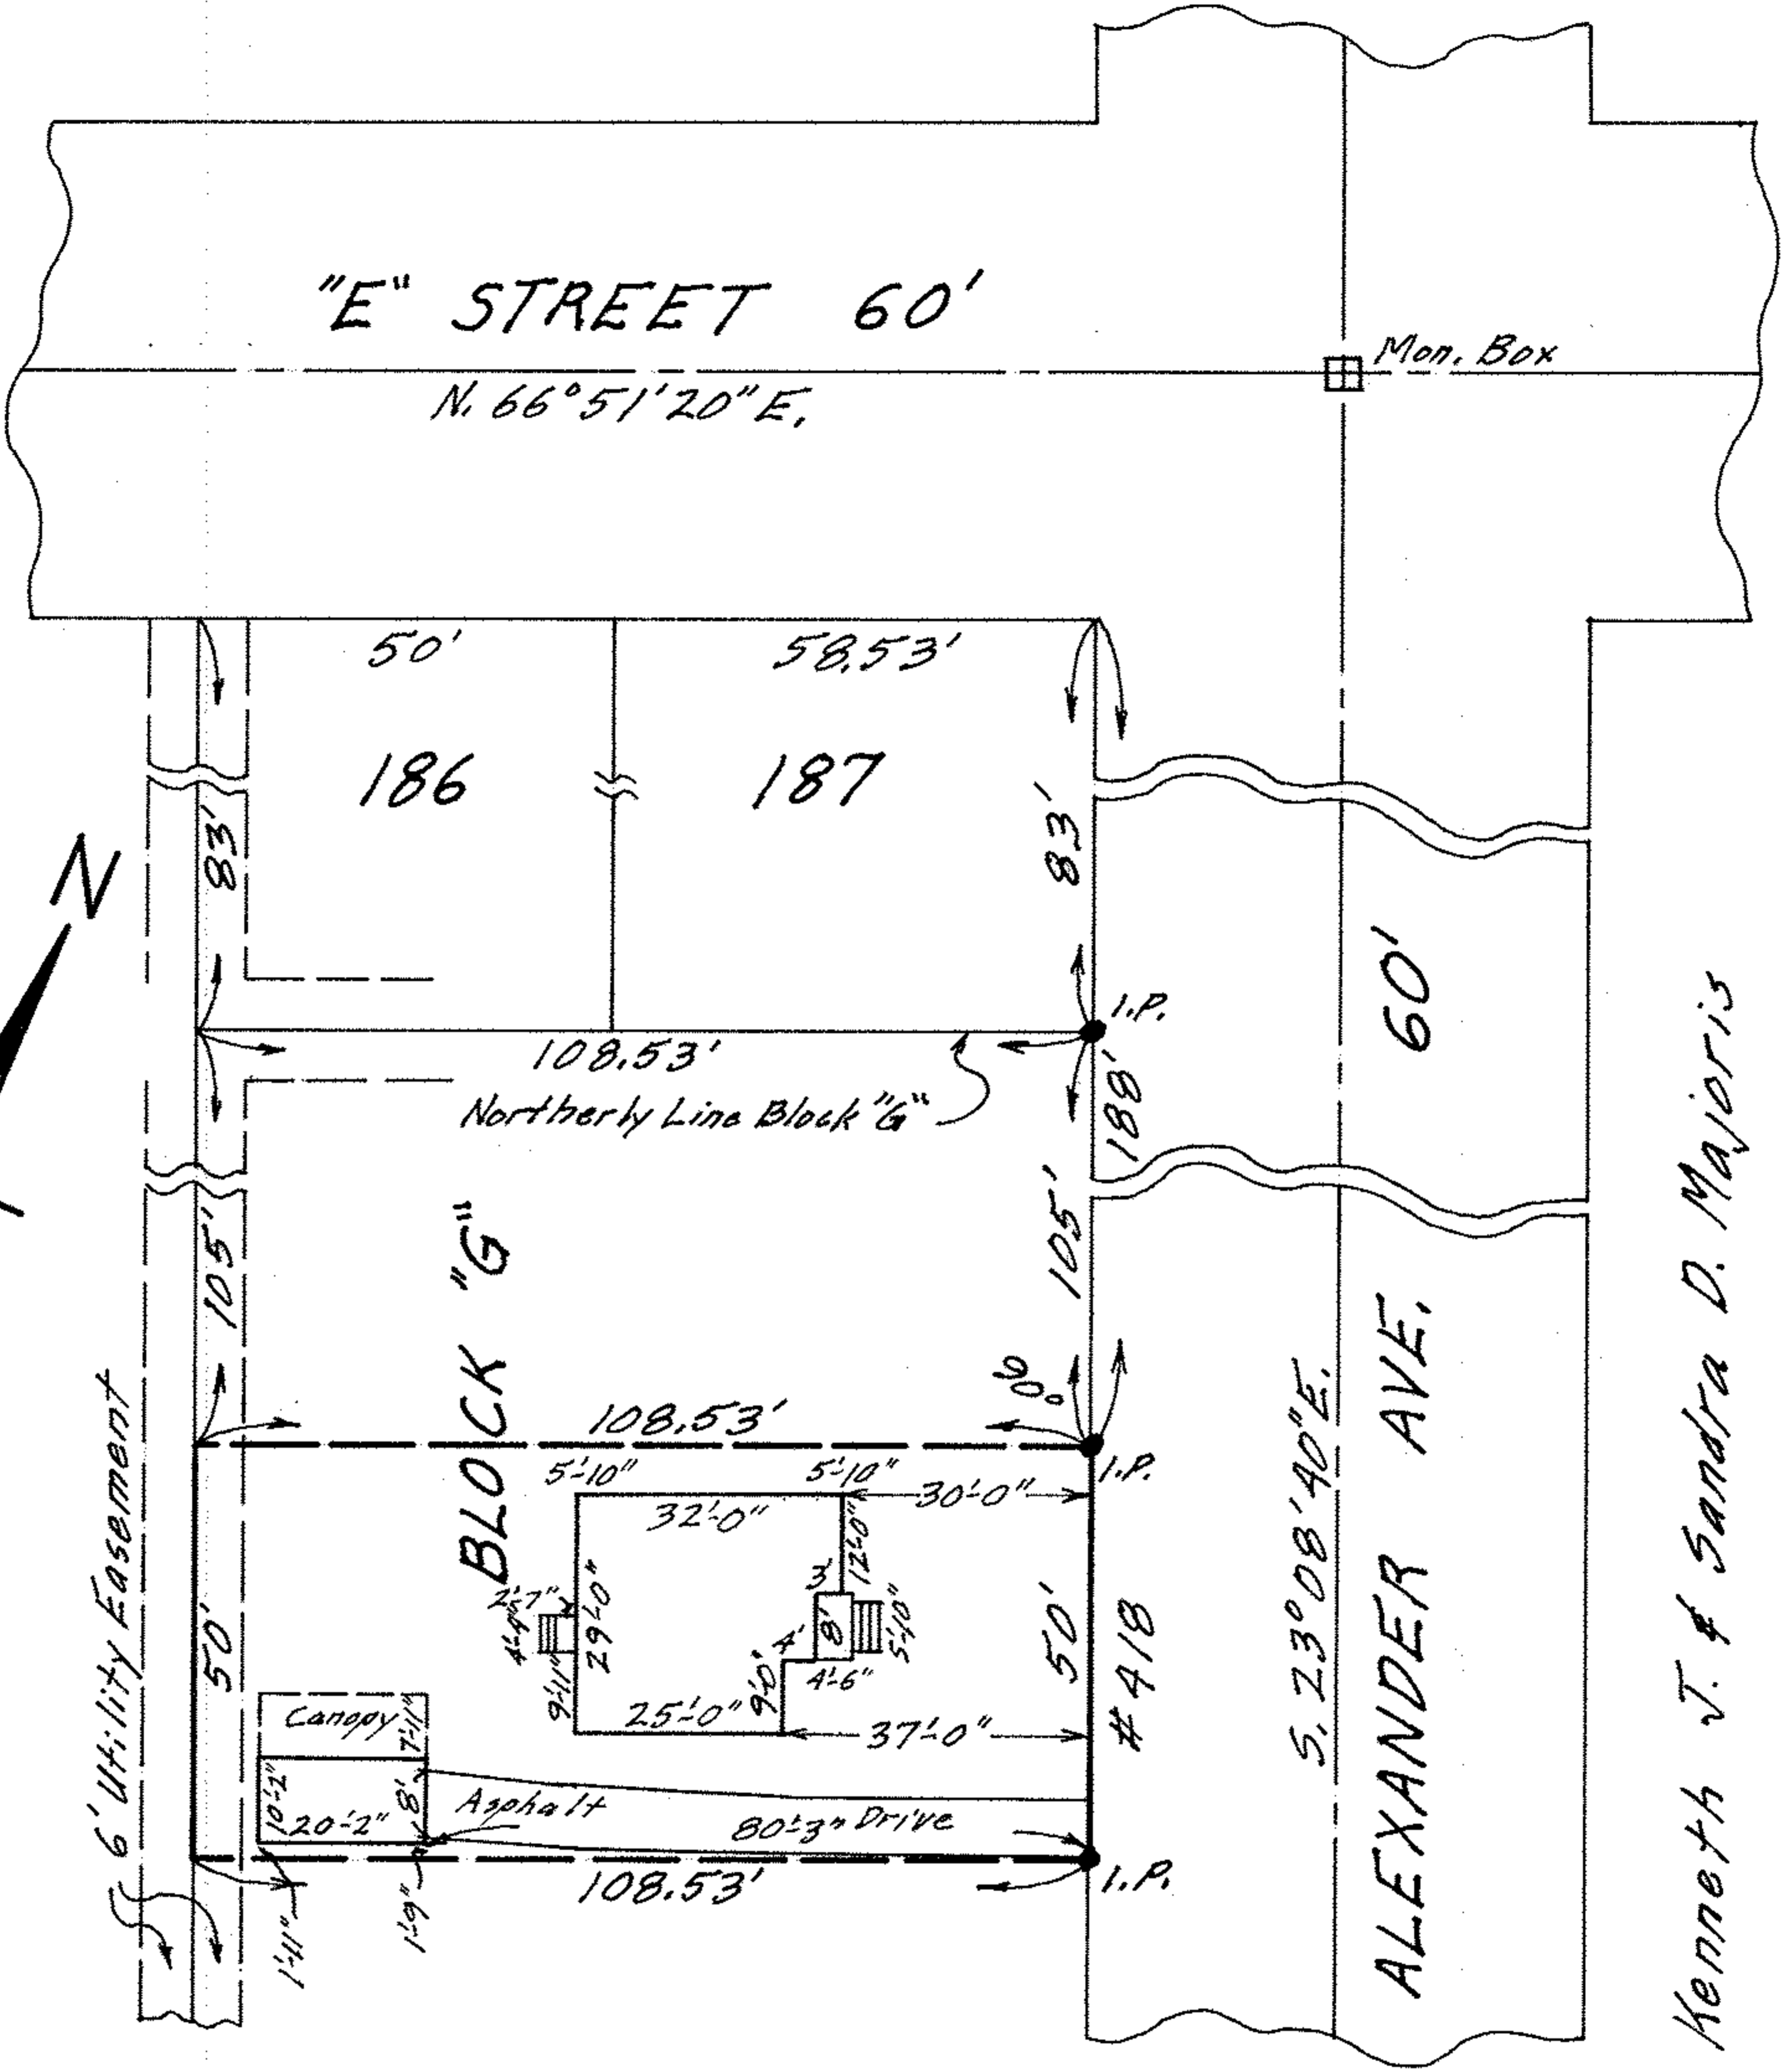 "E" STREET 60'
Mon. Box
N. 66°51'20"E.
50'
58.53'
186
187
83'
83'
N
60'
I.P.
108.53'
188'
Northerly Line Block "G"
105'
105'
BLOCK "G"
6' Utility Easement
90°
108.53'
I.P.
5'-10"
5'-10"
30'-0"
32'-0"
12'-0"
3'
2'-7"
4'-4"
29'-0"
8'
5'-10"
4'
4'-6"
9'-11"
9'-0"
25'-0"
37'-0"
50'
50'
#418
S. 23°08'40"E.
ALEXANDER AVE.
Canopy
7'-11"
10'-2"
20'-2"
8'
Asphalt Drive
80'-3"
108.53'
I.P.
1'-11"
1'-9"
Kenneth J. & Sandra D. Majoris